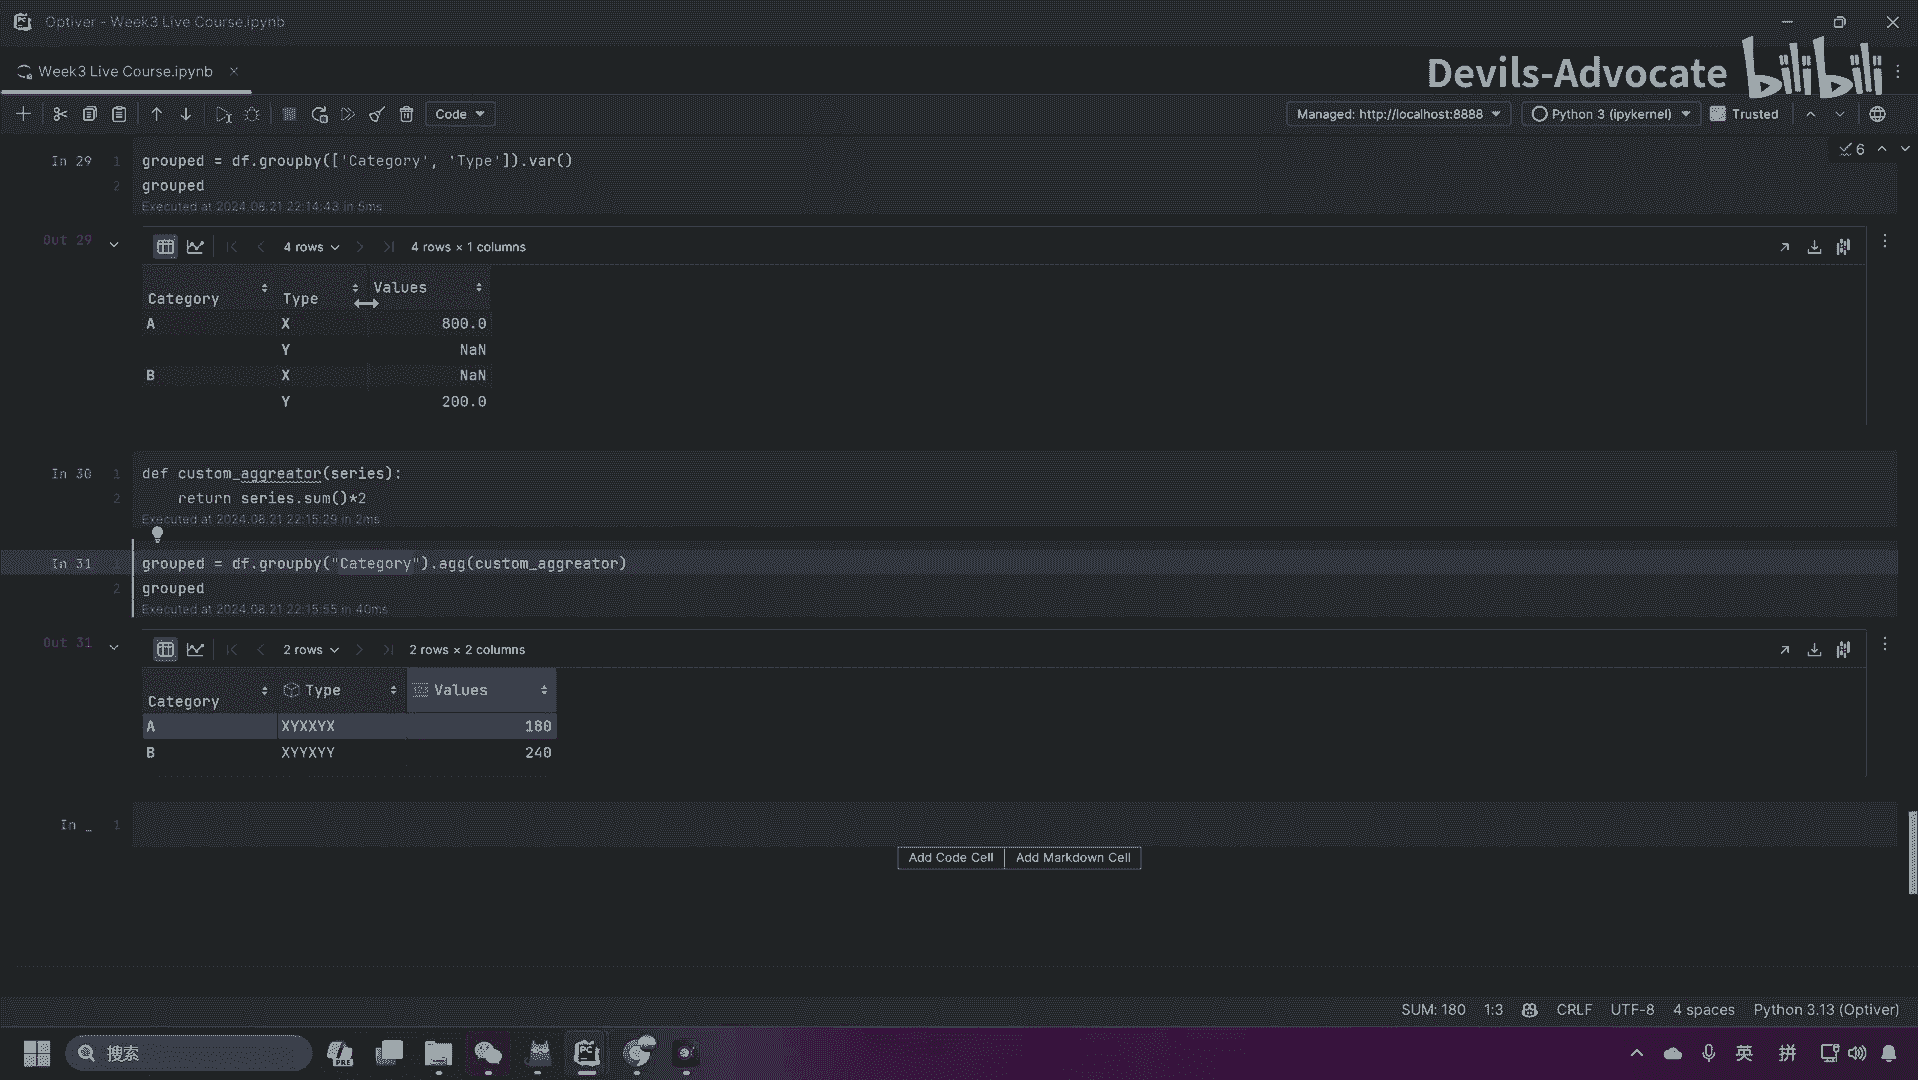 Optiver - Week3 Live Course.ipynb
Week3 Live Course.ipynb
Devils-Advocate bilibili
Code
Managed: http://localhost:8888
Python 3 (ipykernel)
Trusted
In 29
1 grouped = df.groupby(['Category', 'Type']).var()
2 grouped
Executed at 2024.08.21 22:14:43 in 5ms
6
Out 29
4 rows
4 rows × 1 columns
Category Type Values
A X 800.0
Y NaN
B X NaN
Y 200.0
In 30
1 def custom_aggreator(series):
2 return series.sum()*2
Executed at 2024.08.21 22:15:29 in 2ms
In 31
1 grouped = df.groupby("Category").agg(custom_aggreator)
2 grouped
Executed at 2024.08.21 22:15:55 in 40ms
Out 31
2 rows
2 rows × 2 columns
Category Type Values
A XYXXYX 180
B XYYXYY 240
In _ 1
Add Code Cell Add Markdown Cell
SUM: 180 1:3 CRLF UTF-8 4 spaces Python 3.13 (Optiver)
搜索
PRE
PC
英
拼